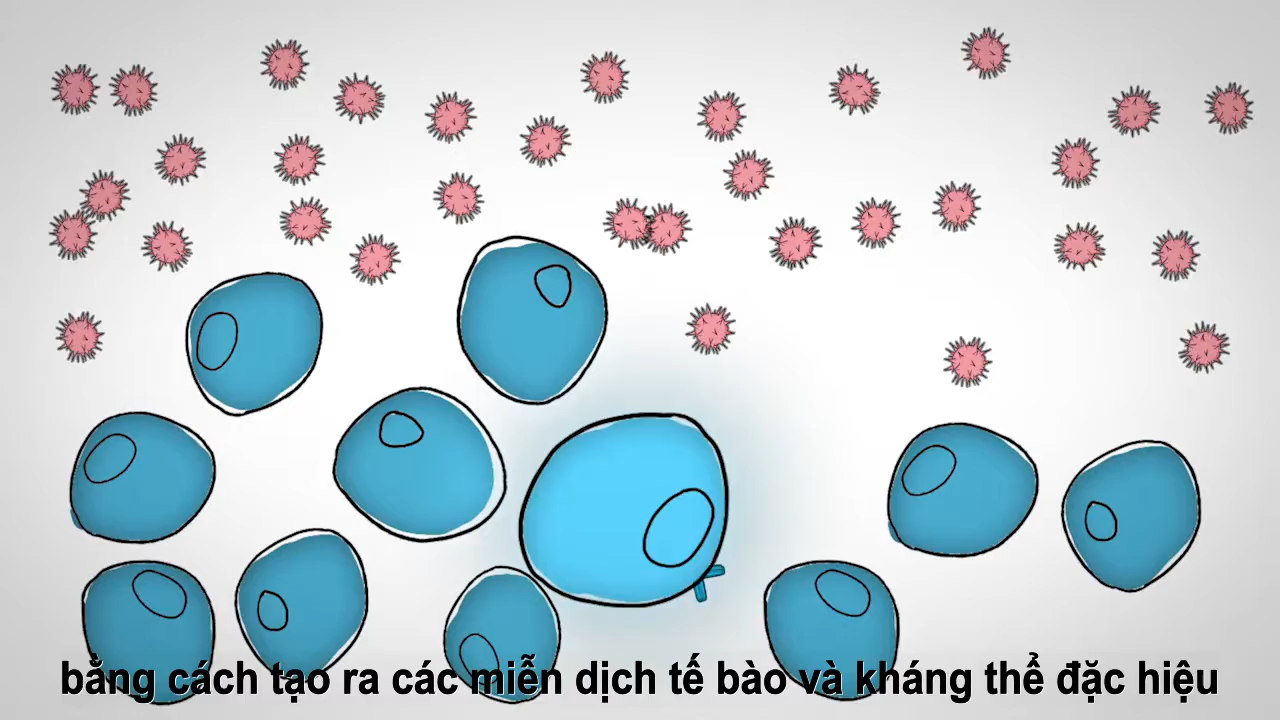 bằng cách tạo ra các miễn dịch tế bào và kháng thể đặc hiệu